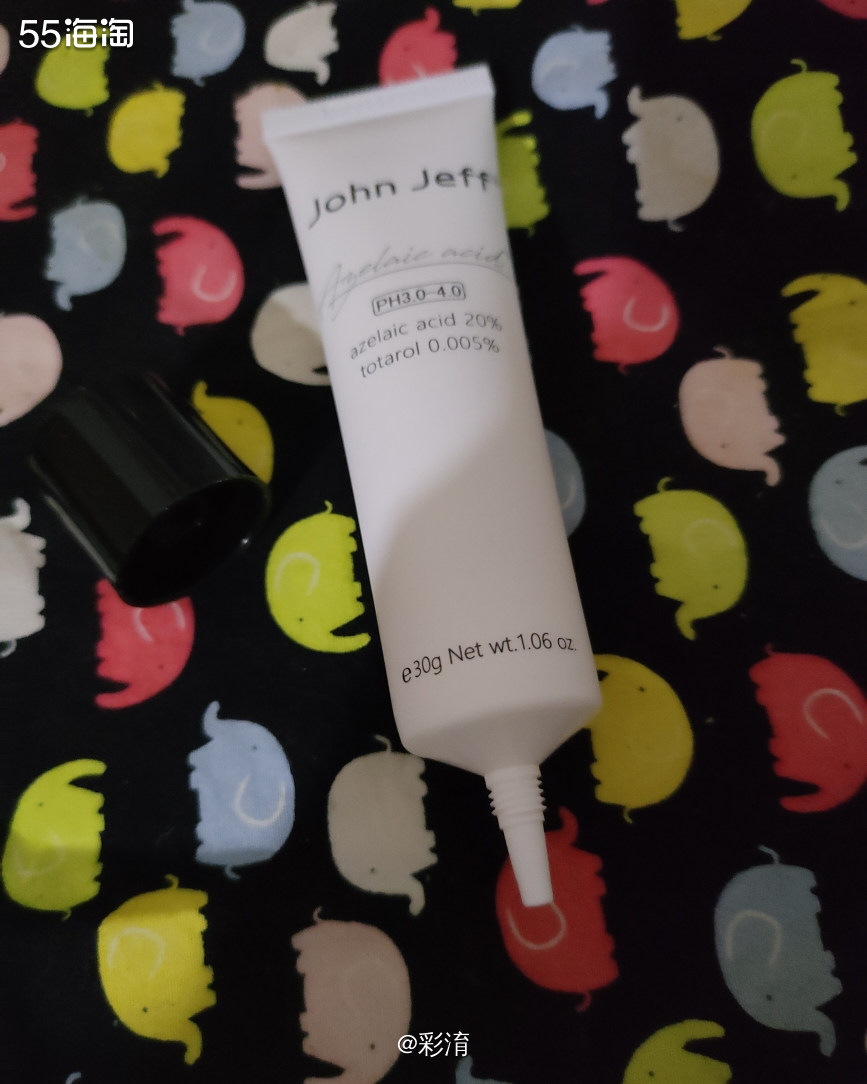 55海淘
John Jeff
Azelaic acid
PH3.0-4.0
azelaic acid 20%
totarol 0.005%
e30g Net wt.1.06 oz.
@彩淯